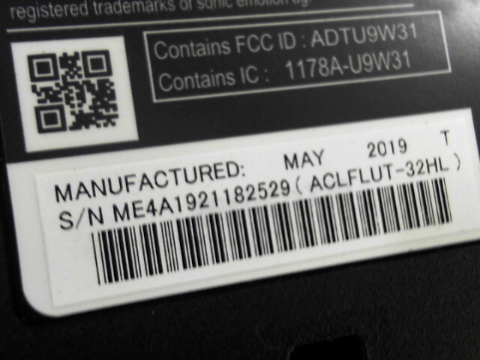 registered trademarks of sonic emotion ag.
Contains FCC ID : ADTU9W31
Contains IC : 1178A-U9W31
MANUFACTURED: MAY 2019 T
S/N ME4A1921182529 ( ACLFLUT-32HL )